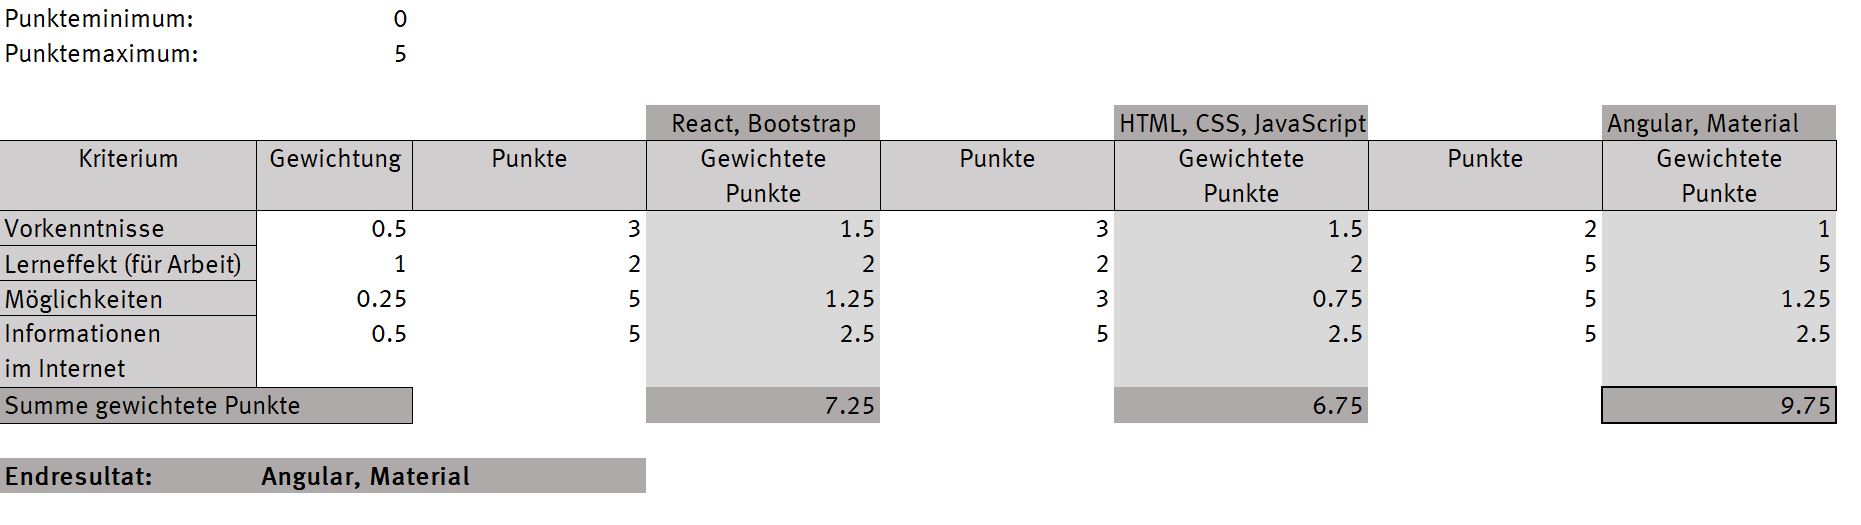 Punkteminimum: 0
Punktemaximum: 5
React, Bootstrap HTML, CSS, JavaScript Angular, Material
Kriterium Gewichtung Punkte Gewichtete Punkte Gewichtete Punkte Gewichtete
Punkte Punkte Punkte
Vorkenntnisse 0.5 3 1.5 3 1.5 2 1
Lerneffekt (für Arbeit) 1 2 2 2 2 5 5
Möglichkeiten 0.25 5 1.25 3 0.75 5 1.25
Informationen 0.5 5 2.5 5 2.5 5 2.5
im Internet
Summe gewichtete Punkte 7.25 6.75 9.75
Endresultat: Angular, Material